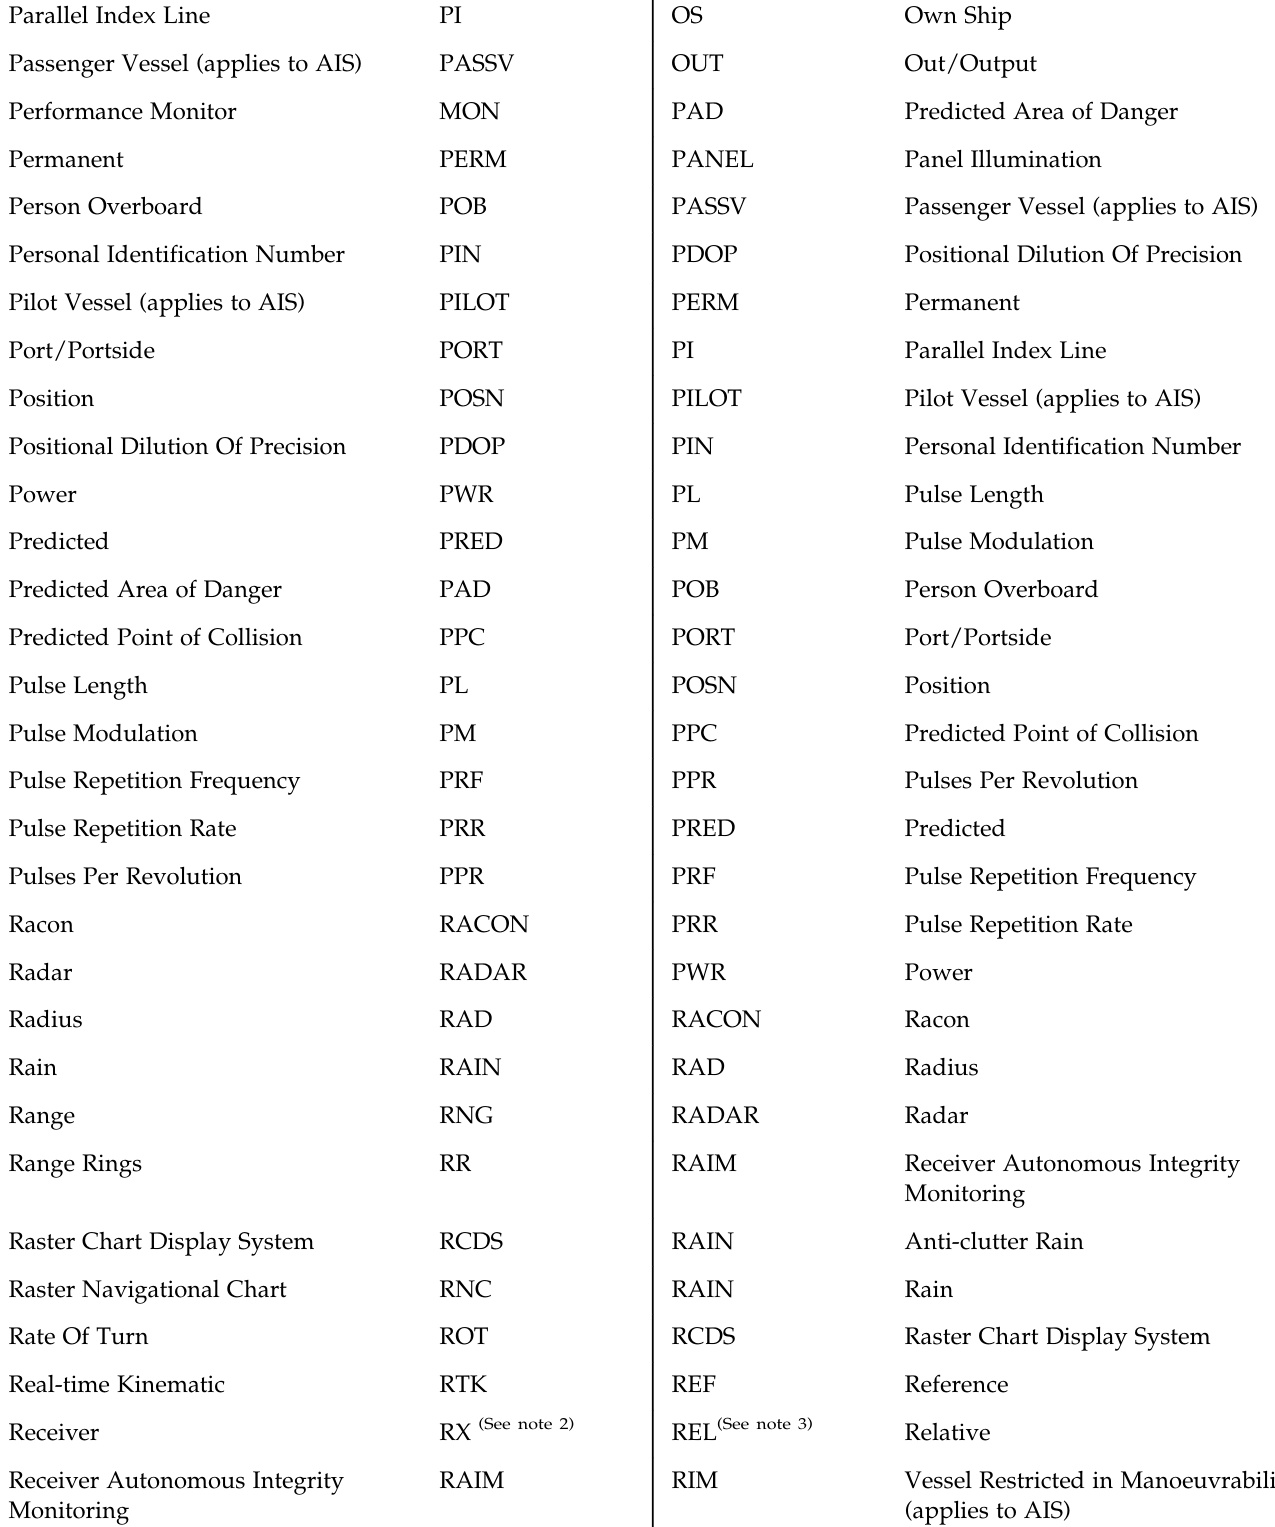 Parallel Index Line PI OS Own Ship
Passenger Vessel (applies to AIS) PASSV OUT Out/Output
Performance Monitor MON PAD Predicted Area of Danger
Permanent PERM PANEL Panel Illumination
Person Overboard POB PASSV Passenger Vessel (applies to AIS)
Personal Identification Number PIN PDOP Positional Dilution Of Precision
Pilot Vessel (applies to AIS) PILOT PERM Permanent
Port/Portside PORT PI Parallel Index Line
Position POSN PILOT Pilot Vessel (applies to AIS)
Positional Dilution Of Precision PDOP PIN Personal Identification Number
Power PWR PL Pulse Length
Predicted PRED PM Pulse Modulation
Predicted Area of Danger PAD POB Person Overboard
Predicted Point of Collision PPC PORT Port/Portside
Pulse Length PL POSN Position
Pulse Modulation PM PPC Predicted Point of Collision
Pulse Repetition Frequency PRF PPR Pulses Per Revolution
Pulse Repetition Rate PRR PRED Predicted
Pulses Per Revolution PPR PRF Pulse Repetition Frequency
Racon RACON PRR Pulse Repetition Rate
Radar RADAR PWR Power
Radius RAD RACON Racon
Rain RAIN RAD Radius
Range RNG RADAR Radar
Range Rings RR RAIM Receiver Autonomous Integrity
Monitoring
Raster Chart Display System RCDS RAIN Anti-clutter Rain
Raster Navigational Chart RNC RAIN Rain
Rate Of Turn ROT RCDS Raster Chart Display System
Real-time Kinematic RTK REF Reference
Receiver RX (See note 2) REL(See note 3) Relative
Receiver Autonomous Integrity RAIM RIM Vessel Restricted in Manoeuvrabili
Monitoring (applies to AIS)